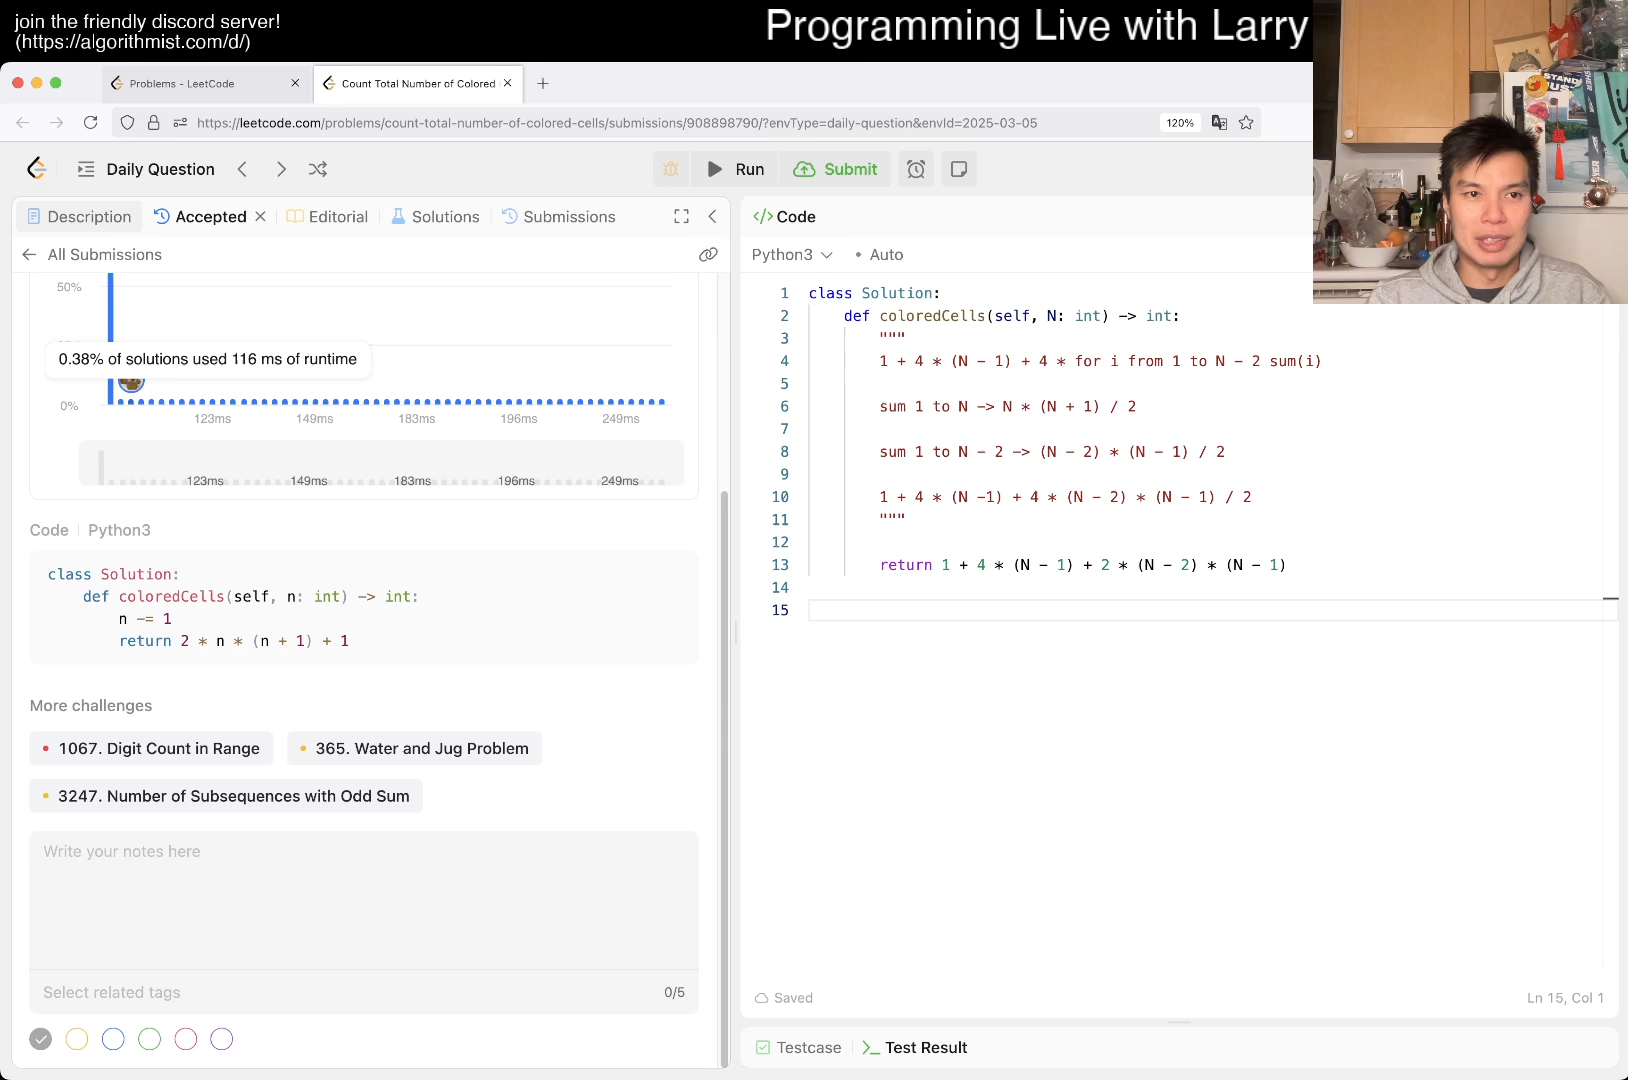 join the friendly discord server!
(https://algorithmist.com/d/)
Programming Live with Larry
Problems - LeetCode
Count Total Number of Colored
https://leetcode.com/problems/count-total-number-of-colored-cells/submissions/908898790/?envType=daily-question&envId=2025-03-05
120%
Daily Question
Run
Submit
Description
Accepted
Editorial
Solutions
Submissions
</> Code
All Submissions
Python3
• Auto
50%
0.38% of solutions used 116 ms of runtime
0%
123ms 149ms 183ms 196ms 249ms
123ms 149ms 183ms 196ms 249ms
Code | Python3
class Solution:
def coloredCells(self, n: int) -> int:
n -= 1
return 2 * n * (n + 1) + 1
More challenges
1067. Digit Count in Range
365. Water and Jug Problem
3247. Number of Subsequences with Odd Sum
Write your notes here
Select related tags
0/5
1 class Solution:
2 def coloredCells(self, N: int) -> int:
3 """
4 1 + 4 * (N - 1) + 4 * for i from 1 to N - 2 sum(i)
5
6 sum 1 to N -> N * (N + 1) / 2
7
8 sum 1 to N - 2 -> (N - 2) * (N - 1) / 2
9
10 1 + 4 * (N -1) + 4 * (N - 2) * (N - 1) / 2
11 """
12
13 return 1 + 4 * (N - 1) + 2 * (N - 2) * (N - 1)
14
15
Saved
Ln 15, Col 1
Testcase
Test Result